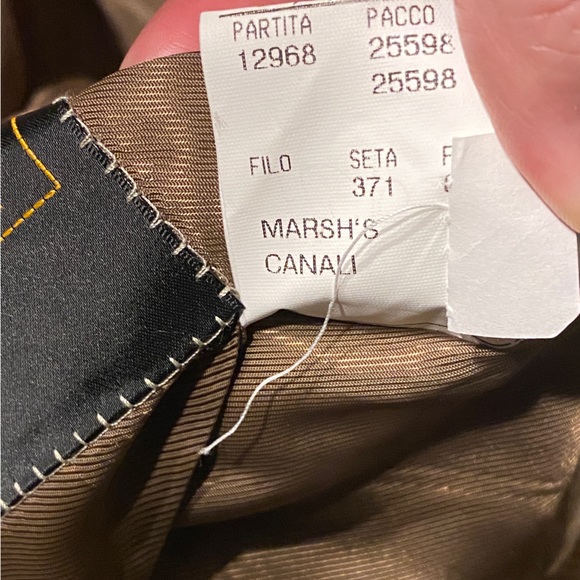 PARTITA PACCO
12968 25598
25598
FILO SETA
371
MARSH'S
CANALI